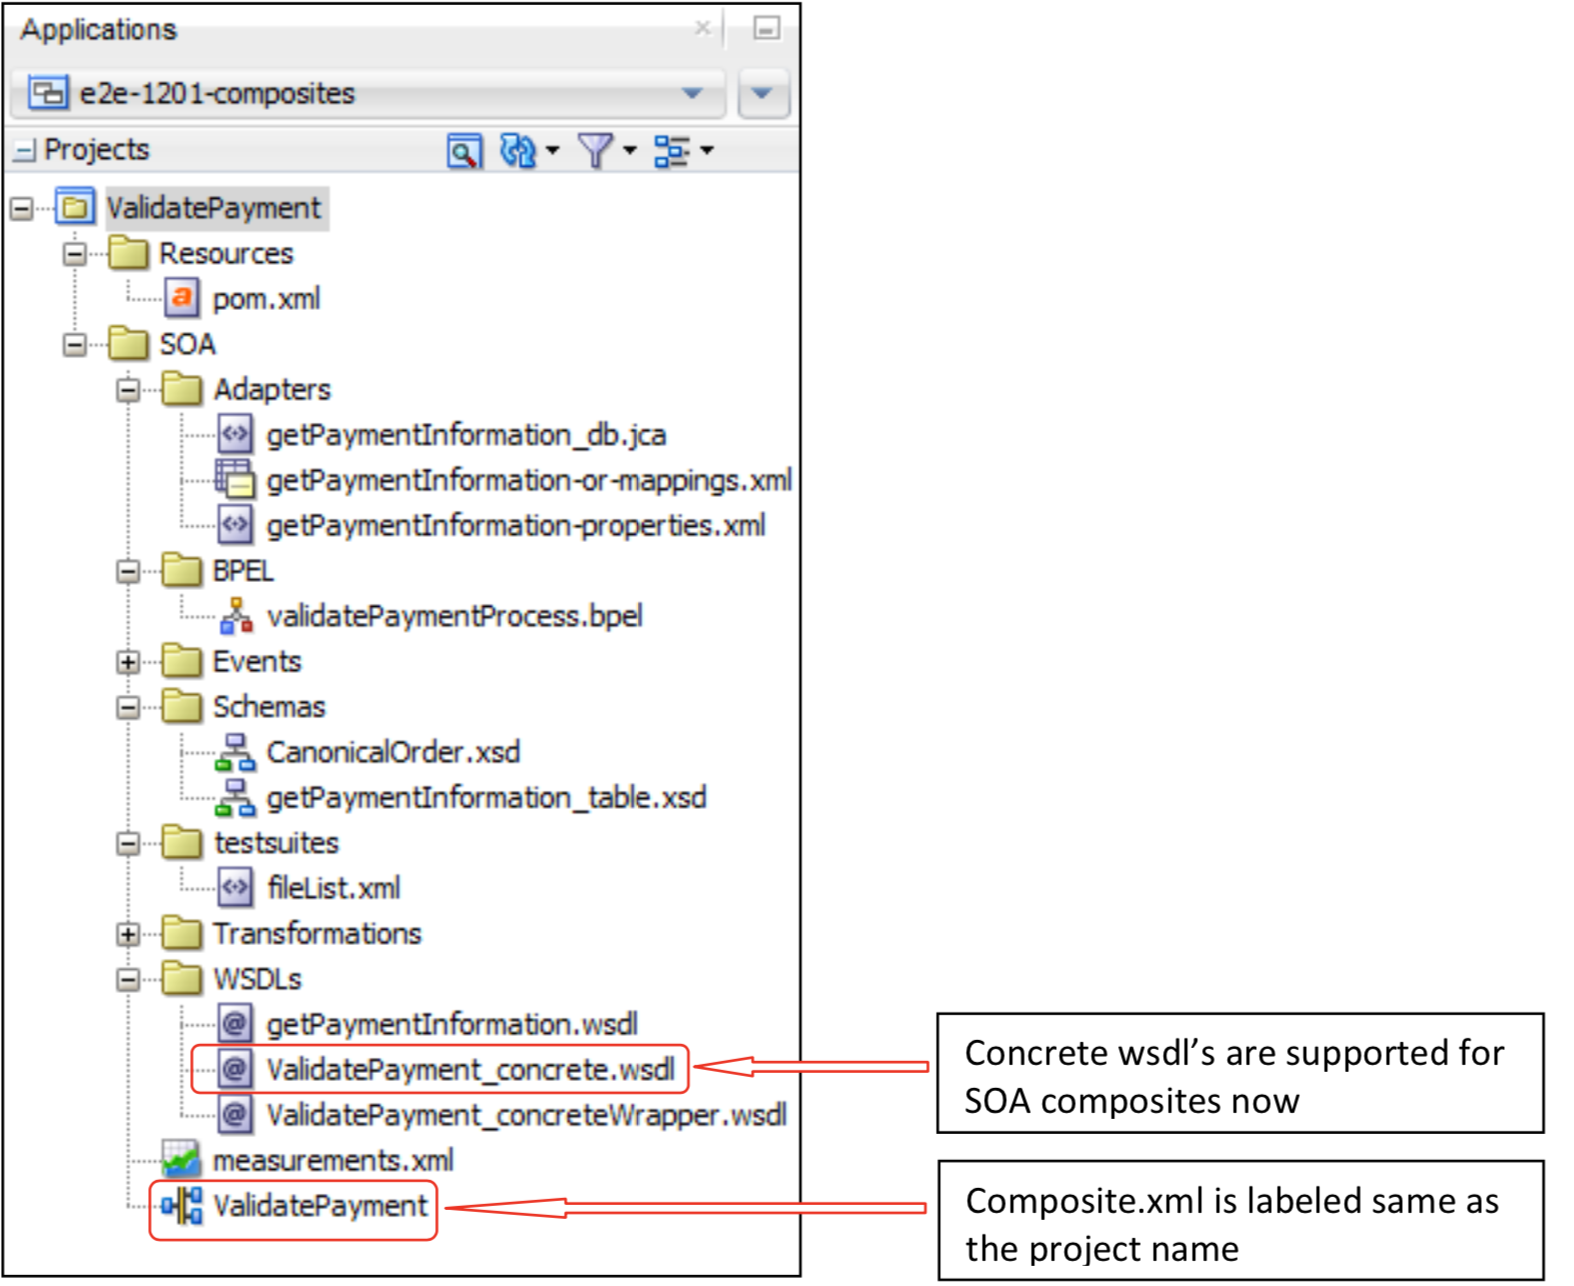 Applications
e2e-1201-composites
Projects
ValidatePayment
Resources
pom.xml
SOA
Adapters
getPaymentInformation_db.jca
getPaymentInformation-or-mappings.xml
getPaymentInformation-properties.xml
BPEL
validatePaymentProcess.bpel
Events
Schemas
CanonicalOrder.xsd
getPaymentInformation_table.xsd
testsuites
fileList.xml
Transformations
WSDLs
getPaymentInformation.wsdl
ValidatePayment_concrete.wsdl
ValidatePayment_concreteWrapper.wsdl
measurements.xml
ValidatePayment
Concrete wsdl’s are supported for
SOA composites now
Composite.xml is labeled same as
the project name